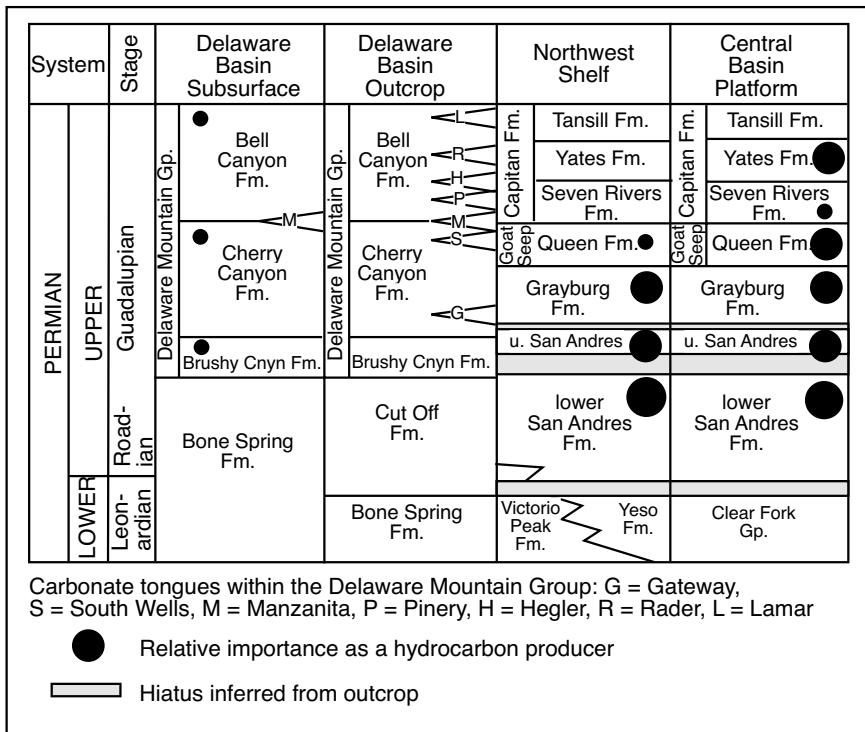 System
Stage
Delaware
Basin
Subsurface
Delaware
Basin
Outcrop
Northwest
Shelf
Central
Basin
Platform
PERMIAN
UPPER
LOWER
Guadalupian
Road-
ian
Leon-
ardian
Delaware Mountain Gp.
Bell
Canyon
Fm.
M
Cherry
Canyon
Fm.
Brushy Cnyn Fm.
Bone Spring
Fm.
Delaware Mountain Gp.
Bell
Canyon
Fm.
L
R
H
P
M
S
Cherry
Canyon
Fm.
G
Brushy Cnyn Fm.
Cut Off
Fm.
Bone Spring
Fm.
Capitan Fm.
Tansill Fm.
Yates Fm.
Seven Rivers
Fm.
Goat
Seep
Queen Fm.
Grayburg
Fm.
u. San Andres
lower
San Andres
Fm.
Victorio
Peak
Fm.
Yeso
Fm.
Capitan Fm.
Tansill Fm.
Yates Fm.
Seven Rivers
Fm.
Goat
Seep
Queen Fm.
Grayburg
Fm.
u. San Andres
lower
San Andres
Fm.
Clear Fork
Gp.
Carbonate tongues within the Delaware Mountain Group: G = Gateway,
S = South Wells, M = Manzanita, P = Pinery, H = Hegler, R = Rader, L = Lamar
Relative importance as a hydrocarbon producer
Hiatus inferred from outcrop